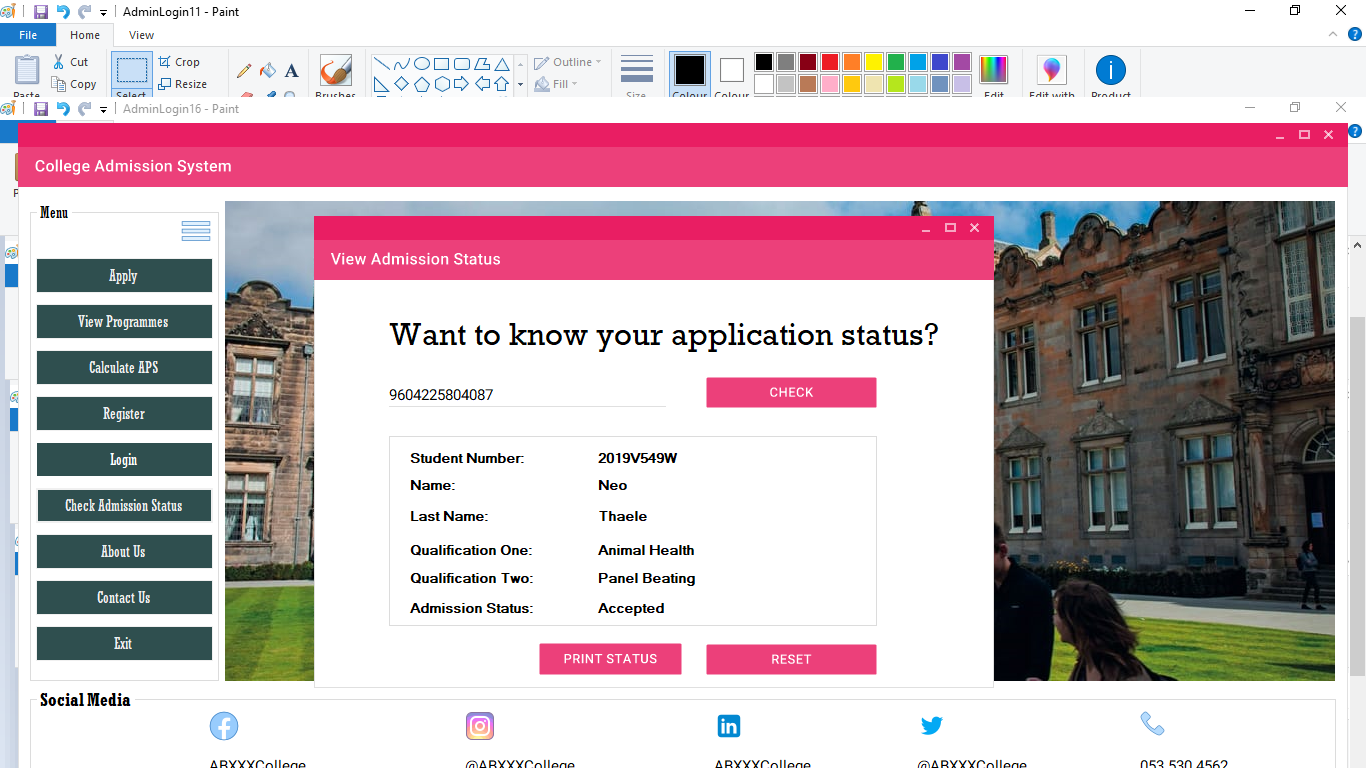 AdminLogin11 - Paint
File Home View
Cut
Copy
Paste
Crop
Resize
Select
Brushes
Outline
Fill
Size
Colour
Colour
Edit
Edit with
Product
AdminLogin16 - Paint
College Admission System
Menu
Apply
View Programmes
Calculate APS
Register
Login
Check Admission Status
About Us
Contact Us
Exit
View Admission Status
Want to know your application status?
9604225804087
CHECK
Student Number: 2019V549W
Name: Neo
Last Name: Thaele
Qualification One: Animal Health
Qualification Two: Panel Beating
Admission Status: Accepted
PRINT STATUS
RESET
Social Media
ABXXXCollege
@ABXXXCollege
ABXXXCollege
@ABXXXCollege
053 530 4562